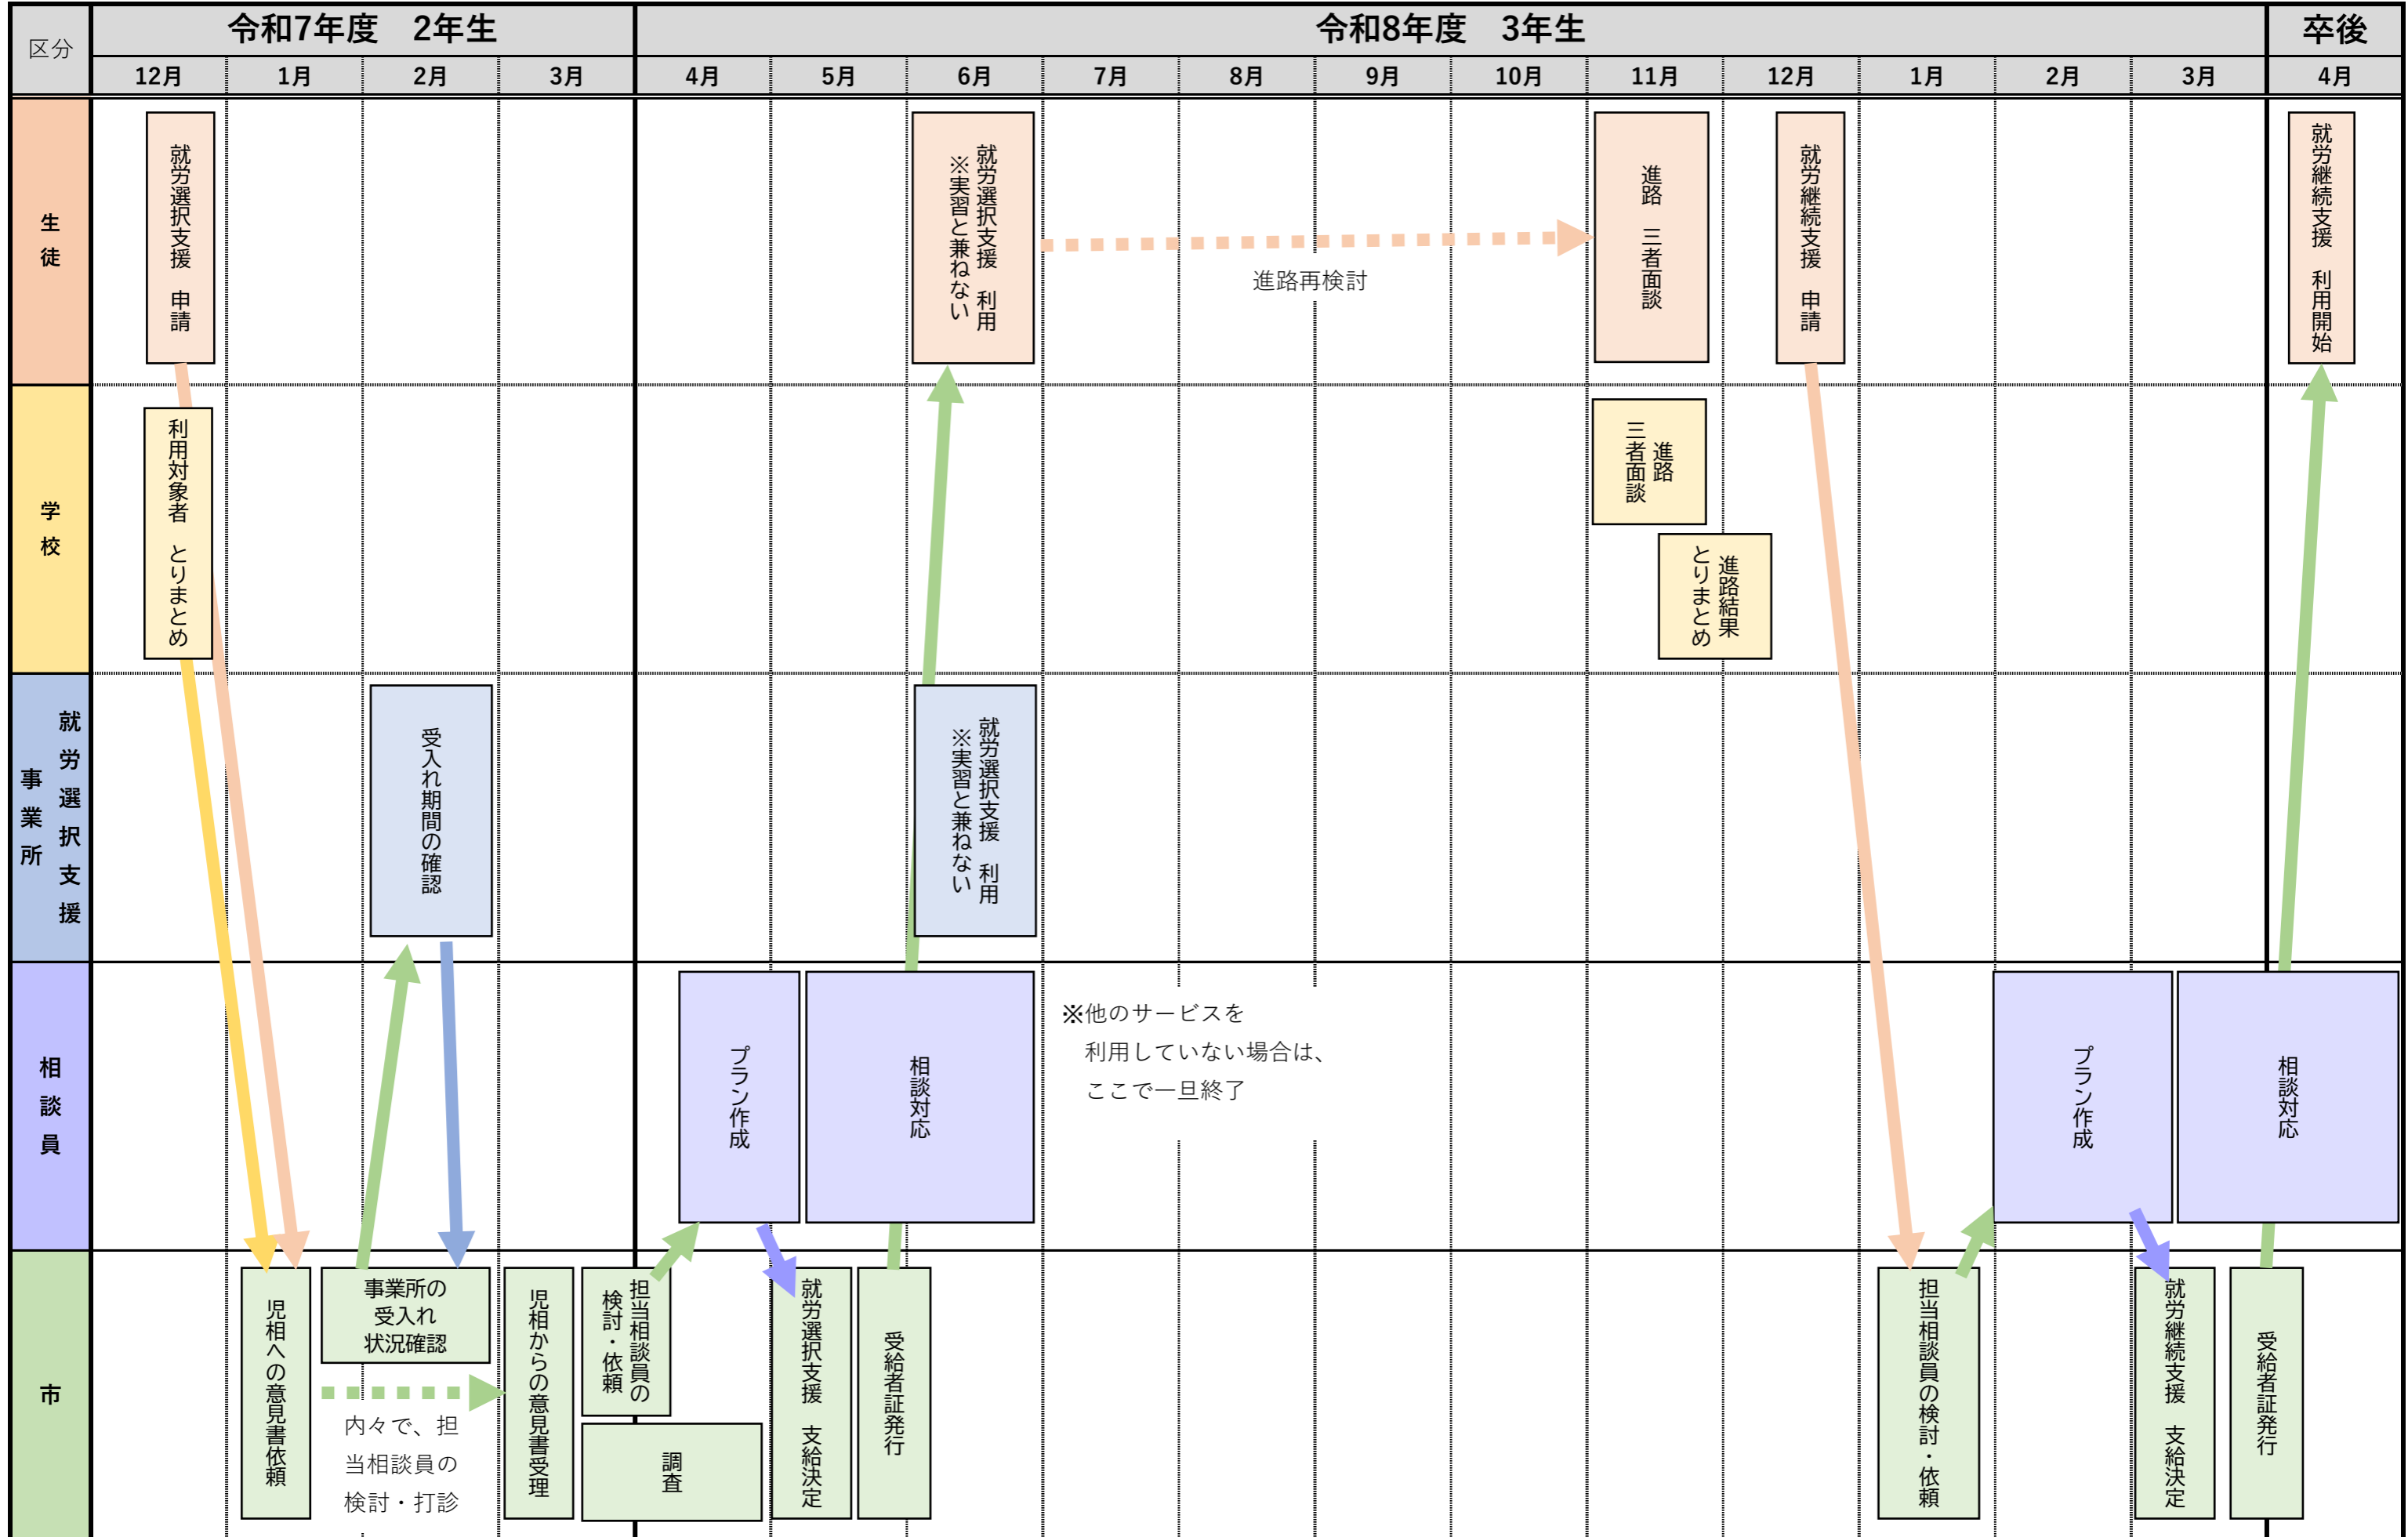 区分
令和7年度　2年生
令和8年度　3年生
卒後
12月
1月
2月
3月
4月
5月
6月
7月
8月
9月
10月
11月
12月
1月
2月
3月
4月
生徒
就労選択支援　申請
就労選択支援　利用
※実習と兼ねない
進路再検討
進路　三者面談
就労継続支援　申請
就労継続支援　利用開始
学校
利用対象者　とりまとめ
進路
三者面談
進路結果
とりまとめ
就労選択支援
事業所
受入れ期間の確認
就労選択支援　利用
※実習と兼ねない
相談員
プラン作成
相談対応
※他のサービスを
利用していない場合は、
ここで一旦終了
プラン作成
相談対応
市
児相への意見書依頼
事業所の
受入れ
状況確認
内々で、担
当相談員の
検討・打診
児相からの意見書受理
担当相談員の
検討・依頼
調査
就労選択支援　支給決定
受給者証発行
担当相談員の検討・依頼
就労継続支援　支給決定
受給者証発行